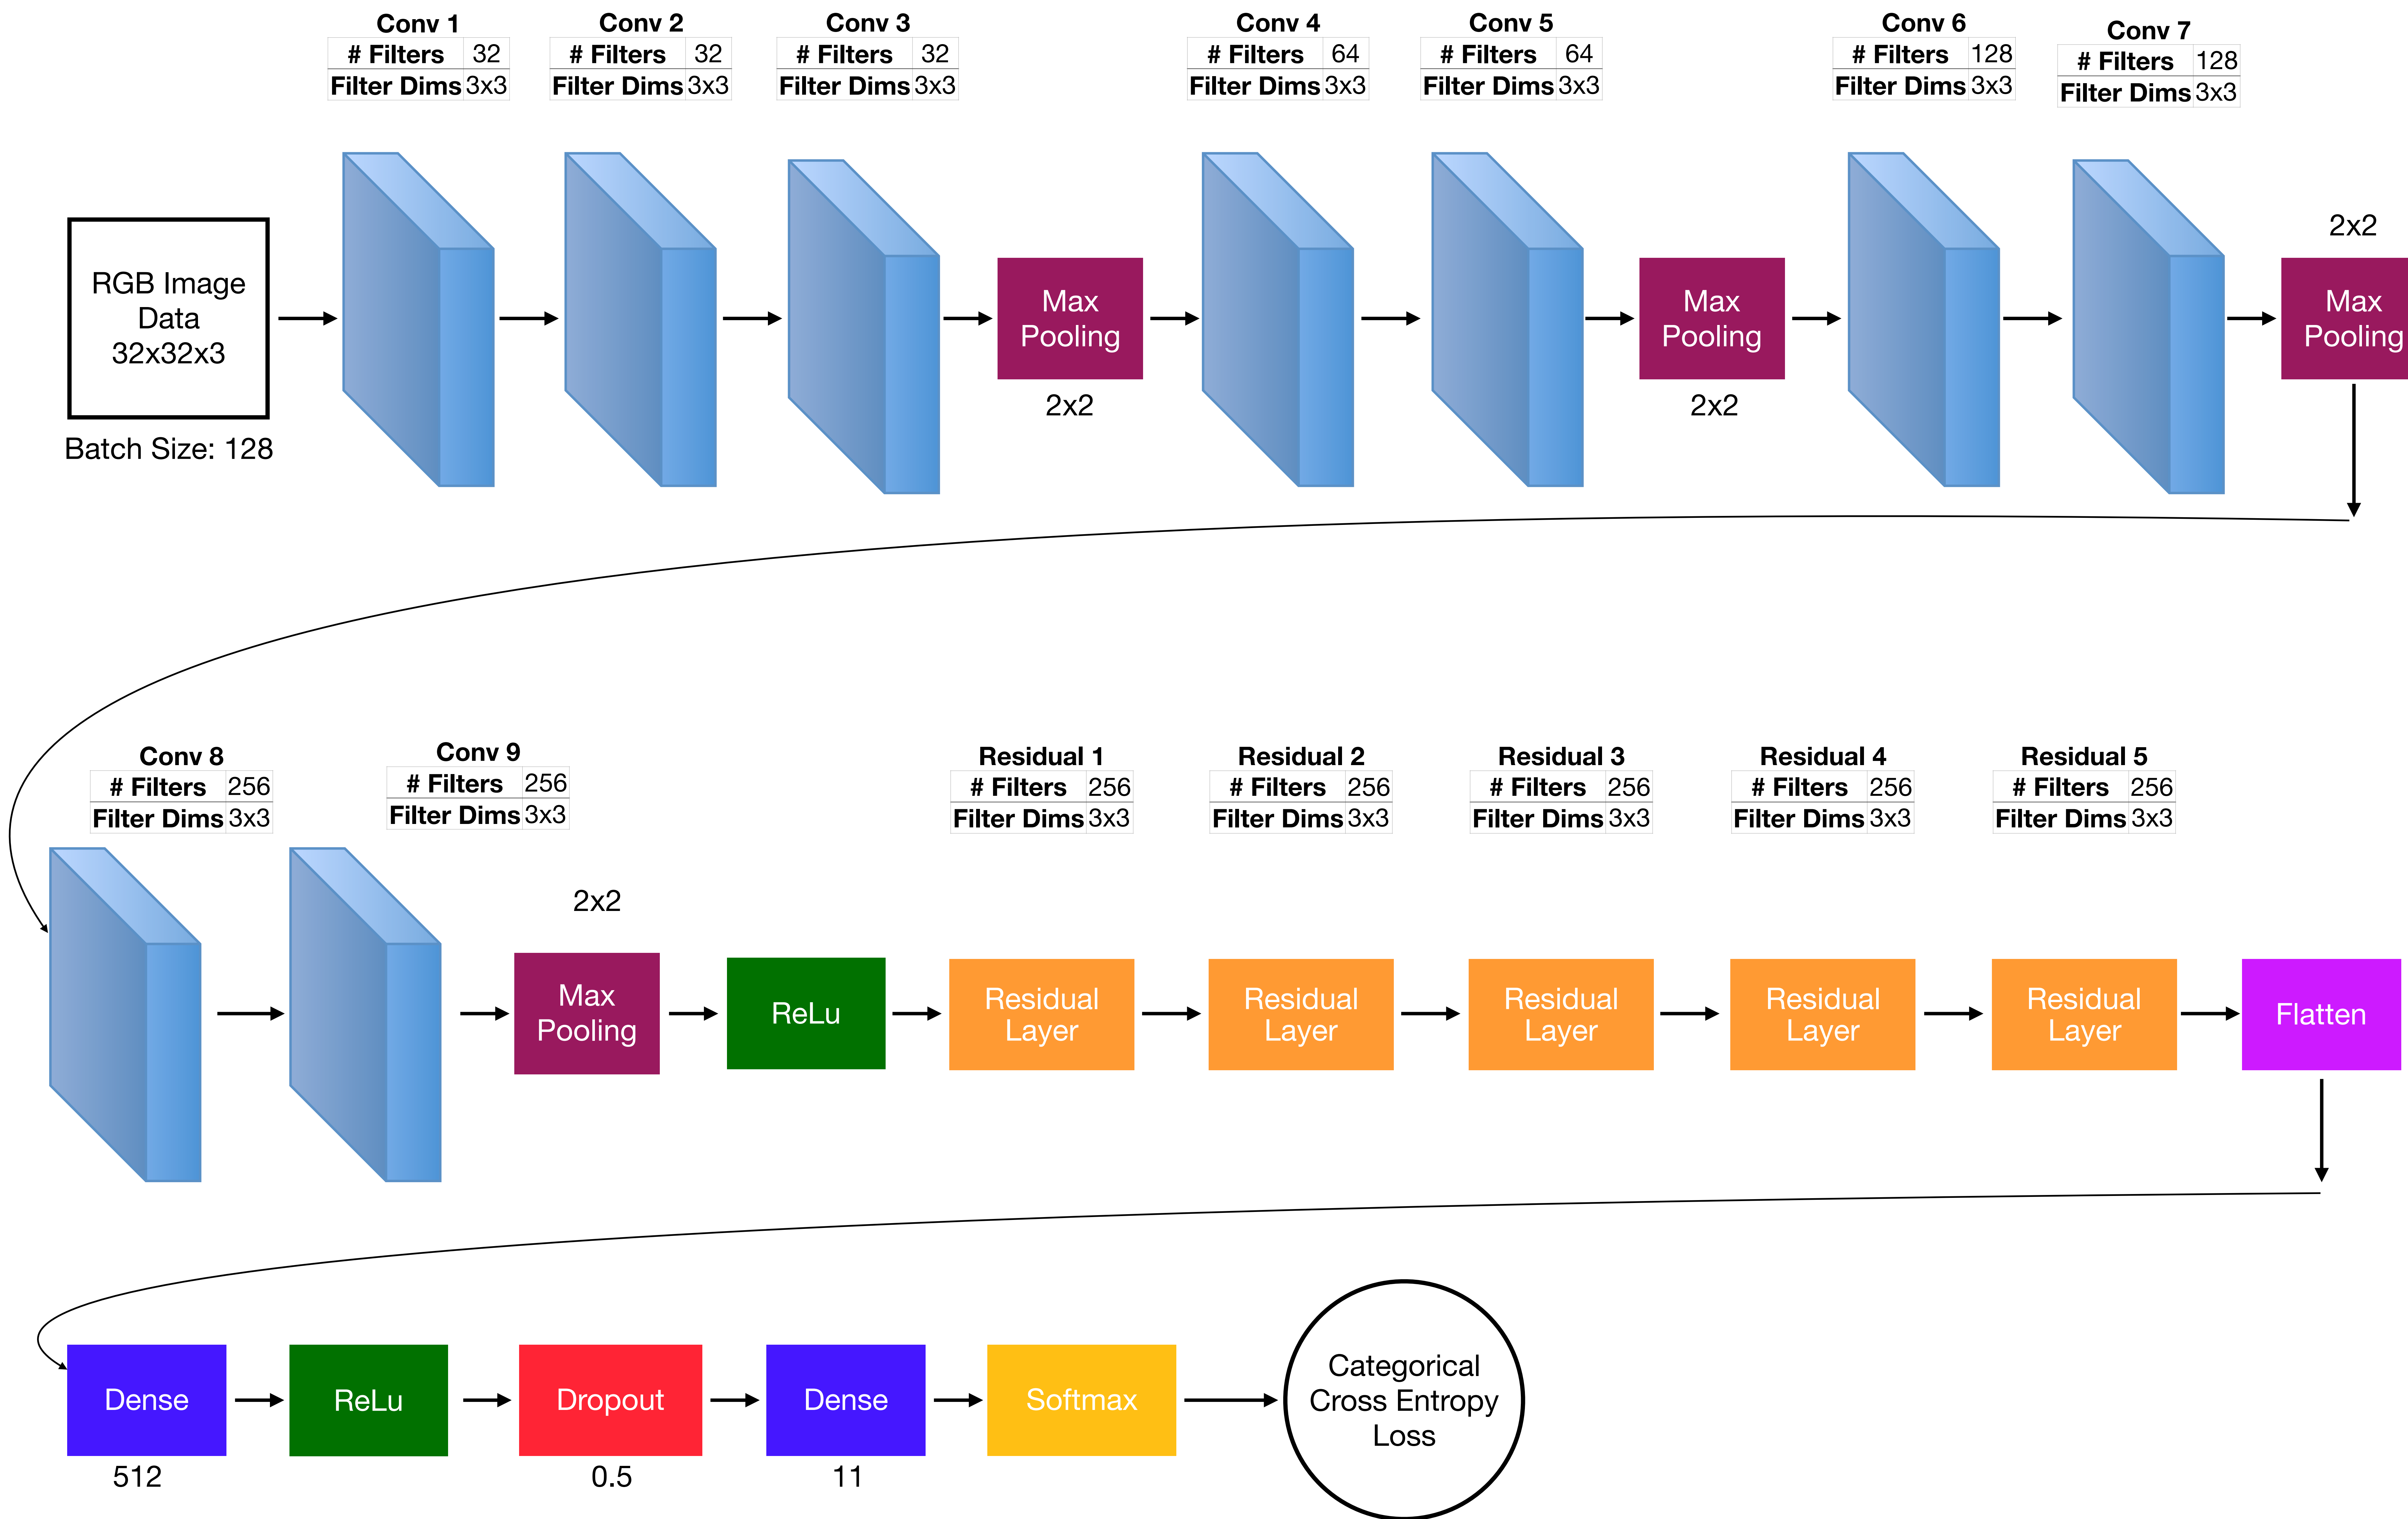 Conv 1
# Filters 32
Filter Dims 3x3
Conv 2
# Filters 32
Filter Dims 3x3
Conv 3
# Filters 32
Filter Dims 3x3
Conv 4
# Filters 64
Filter Dims 3x3
Conv 5
# Filters 64
Filter Dims 3x3
Conv 6
# Filters 128
Filter Dims 3x3
Conv 7
# Filters 128
Filter Dims 3x3
RGB Image
Data
32x32x3
Batch Size: 128
Max
Pooling
2x2
Max
Pooling
2x2
2x2
Max
Pooling
Conv 8
# Filters 256
Filter Dims 3x3
Conv 9
# Filters 256
Filter Dims 3x3
Residual 1
# Filters 256
Filter Dims 3x3
Residual 2
# Filters 256
Filter Dims 3x3
Residual 3
# Filters 256
Filter Dims 3x3
Residual 4
# Filters 256
Filter Dims 3x3
Residual 5
# Filters 256
Filter Dims 3x3
2x2
Max
Pooling
ReLu
Residual
Layer
Residual
Layer
Residual
Layer
Residual
Layer
Residual
Layer
Flatten
Dense
512
ReLu
Dropout
0.5
Dense
11
Softmax
Categorical
Cross Entropy
Loss